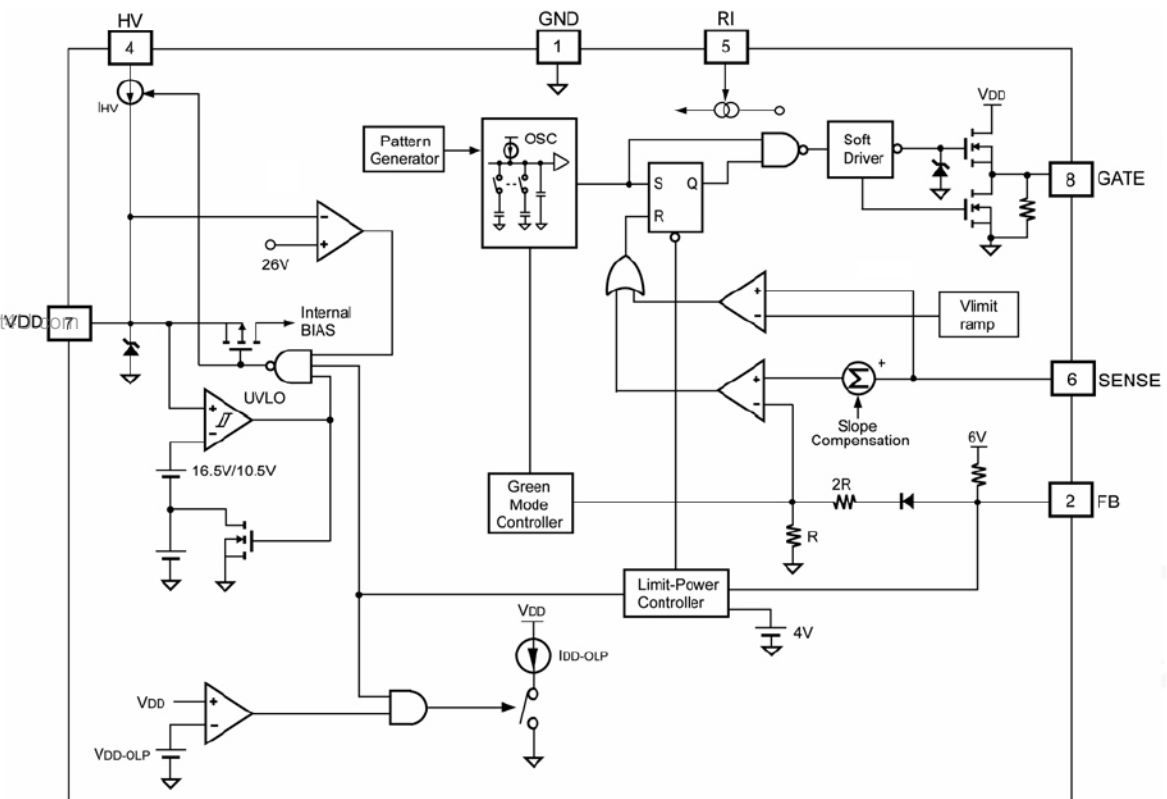 HV
GND
RI
4
1
5
IHV
VDD
Pattern
Generator
OSC
Soft
Driver
S
Q
R
8
GATE
26V
VDD
7
Internal
BIAS
Vlimit
ramp
UVLO
+
6
SENSE
Slope
Compensation
16.5V/10.5V
6V
Green
Mode
Controller
2R
2
FB
R
Limit-Power
Controller
4V
VDD
IDD-OLP
VDD
VDD-OLP